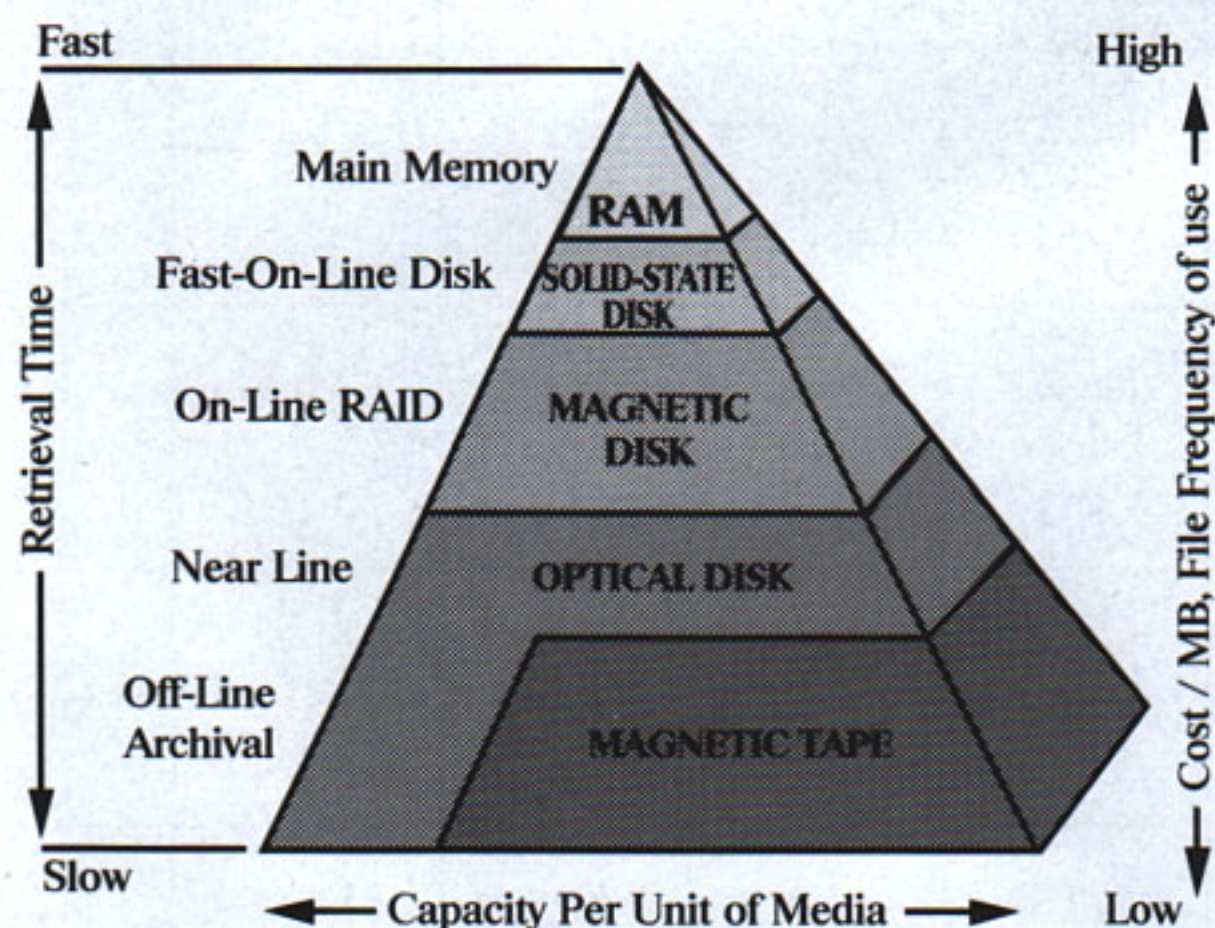 Fast
High
Main Memory
RAM
Fast-On-Line Disk
SOLID-STATE
DISK
On-Line RAID
MAGNETIC
DISK
Near Line
OPTICAL DISK
Off-Line
Archival
MAGNETIC TAPE
Retrieval Time
Cost / MB, File Frequency of use
Slow
Capacity Per Unit of Media
Low